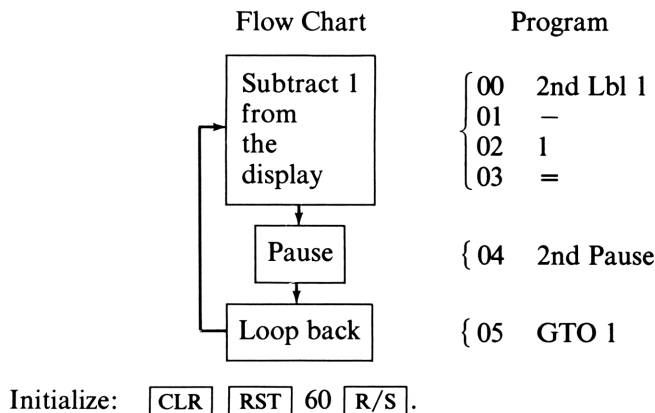 Flow Chart Program
Subtract 1 00 2nd Lbl 1
from 01 −
the 02 1
display 03 =
Pause 04 2nd Pause
Loop back 05 GTO 1
Initialize: CLR RST 60 R/S.